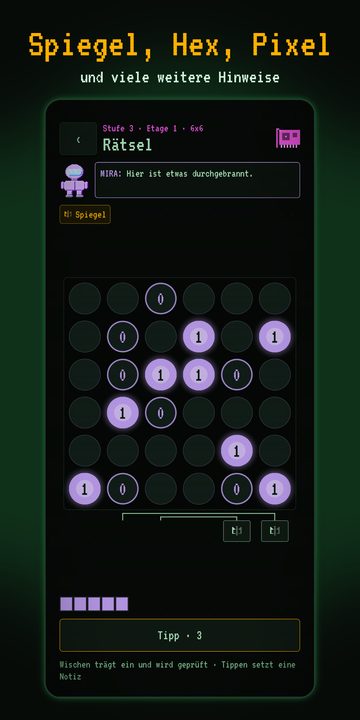 Spiegel, Hex, Pixel
und viele weitere Hinweise
Stufe 3 · Etage 1 · 6x6
Rätsel
MIRA: Hier ist etwas durchgebrannt.
Spiegel
0
0 1 1
0 1 1 0
1 0
1
1 0 0 1
Tipp · 3
Wischen trägt ein und wird geprüft · Tippen setzt eine
Notiz